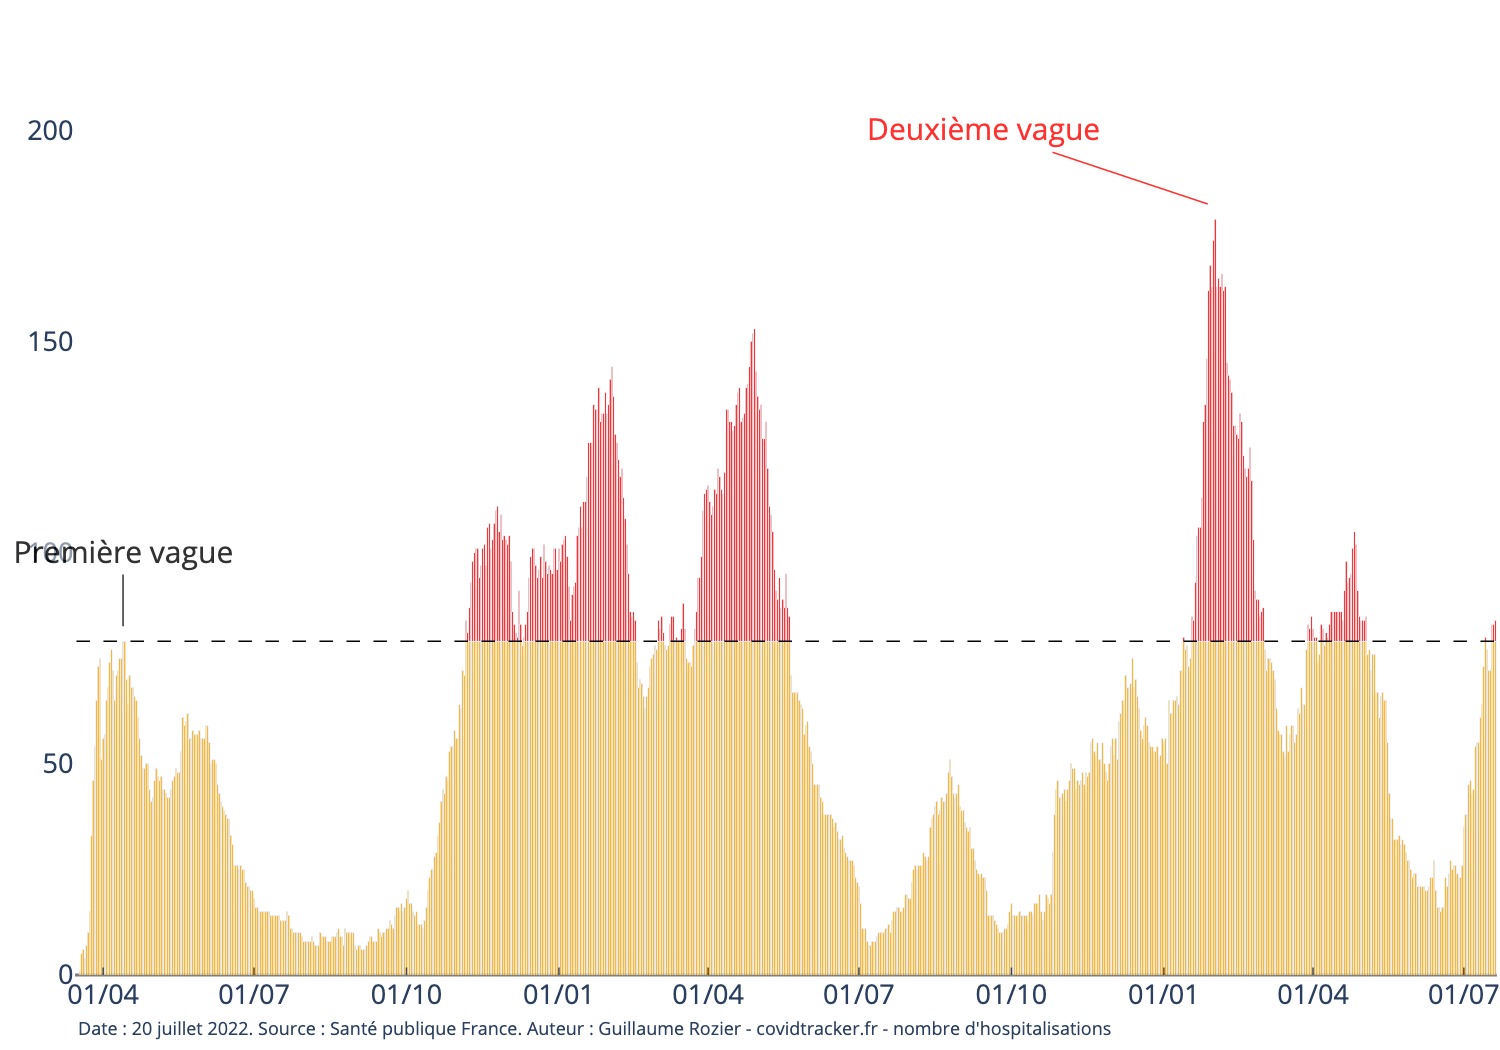 Deuxième vague
200
150
100
Première vague
50
0
01/04 01/07 01/10 01/01 01/04 01/07 01/10 01/01 01/04 01/07
Date : 20 juillet 2022. Source : Santé publique France. Auteur : Guillaume Rozier - covidtracker.fr - nombre d'hospitalisations